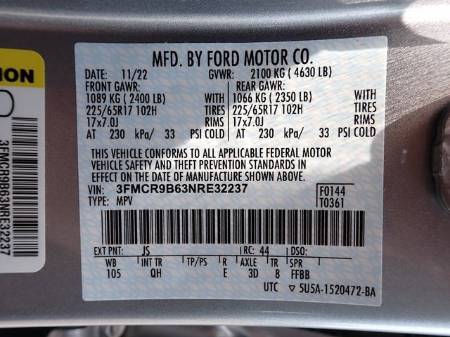 MFD. BY FORD MOTOR CO.
DATE: 11/22 GVWR: 2100 KG ( 4630 LB)
FRONT GAWR: REAR GAWR:
1089 KG ( 2400 LB) WITH 1066 KG ( 2350 LB) WITH
225/65R17 102H TIRES 225/65R17 102H TIRES
17x7.0J RIMS 17x7.0J RIMS
AT 230 kPa/ 33 PSI COLD AT 230 kPa/ 33 PSI COLD
THIS VEHICLE CONFORMS TO ALL APPLICABLE FEDERAL MOTOR
VEHICLE SAFETY AND THEFT PREVENTION STANDARDS IN
EFFECT ON THE DATE OF MANUFACTURE SHOWN ABOVE.
VIN: 3FMCR9B63NRE32237 F0144
TYPE: MPV T0361
EXT PNT: JS RC: 44 DSO:
WB INT TR TP/PS R AXLE TR SPR
105 QH E 3D 8 FFBB
UTC ▽ 5U5A-1520472-BA
3FMCR9B63NRE32237